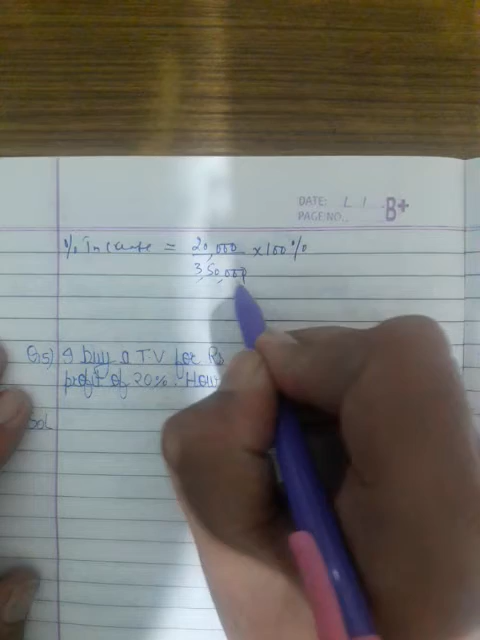 DATE: L I
PAGE NO.. B+
% Increase = 20,000 x 100%
3,50,000
Q5) I buy a T.V for Rs
profit of 20%. How
Sol